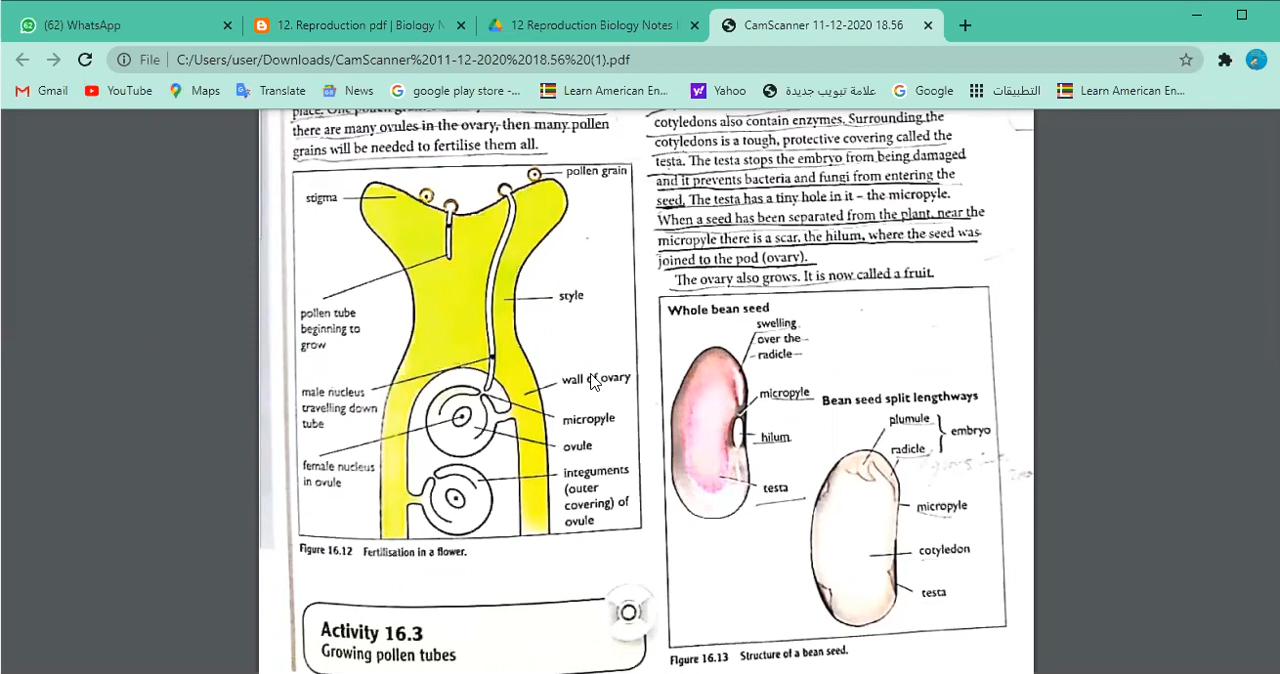 62
(62) WhatsApp
12. Reproduction pdf | Biology N
12 Reproduction Biology Notes
CamScanner 11-12-2020 18.56
File
C:/Users/user/Downloads/CamScanner%2011-12-2020%2018.56%20(1).pdf
Gmail
YouTube
Maps
Translate
News
google play store -...
Learn American En...
Yahoo
علامة تبويب جديدة
Google
التطبيقات
Learn American En...
place. One pollen
there are many ovules in the ovary, then many pollen
grains will be needed to fertilise them all.
pollen grain
stigma
style
pollen tube
beginning to
grow
wall of ovary
male nucleus
travelling down
tube
micropyle
ovule
female nucleus
in ovule
integuments
(outer
covering) of
ovule
Figure 16.12 Fertilisation in a flower.
Activity 16.3
Growing pollen tubes
cotyledons also contain enzymes. Surrounding the
cotyledons is a tough, protective covering called the
testa. The testa stops the embryo from being damaged
and it prevents bacteria and fungi from entering the
seed. The testa has a tiny hole in it – the micropyle.
When a seed has been separated from the plant, near the
micropyle there is a scar, the hilum, where the seed was
joined to the pod (ovary).
The ovary also grows. It is now called a fruit.
Whole bean seed
swelling
over the
radicle
micropyle
hilum
testa
Bean seed split lengthways
plumule
embryo
radicle
micropyle
cotyledon
testa
Figure 16.13 Structure of a bean seed.